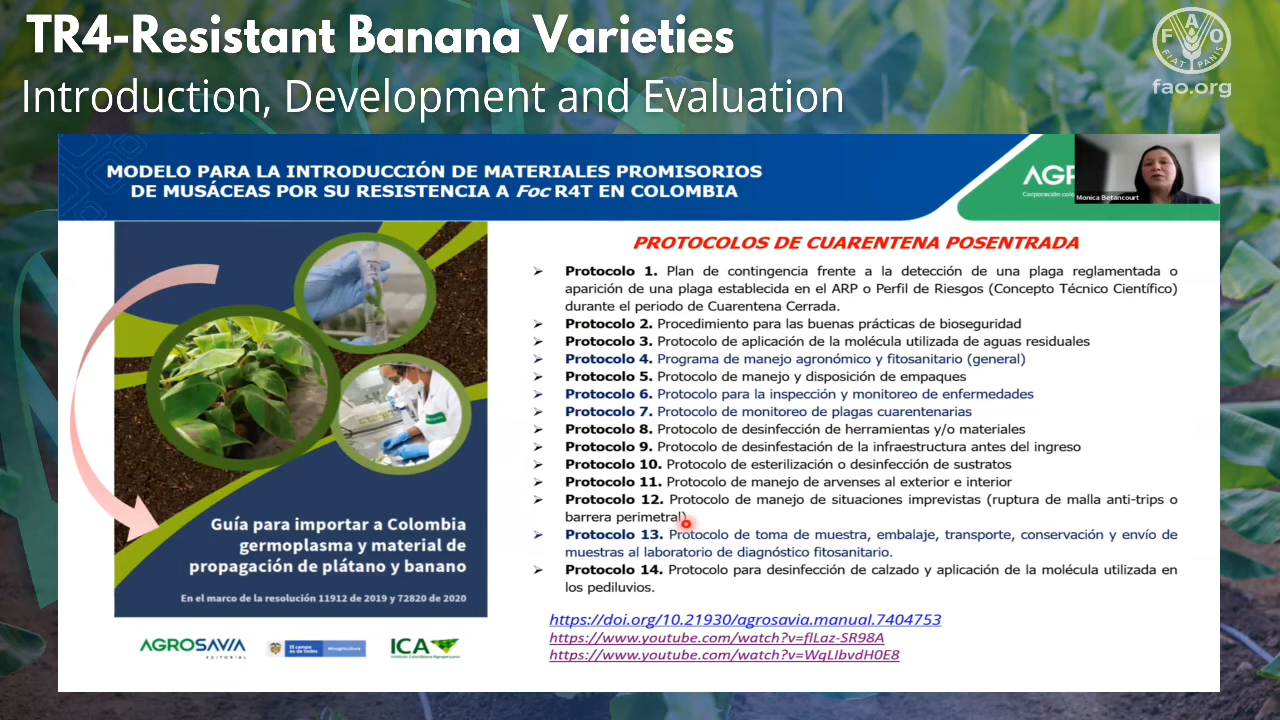 TR4-Resistant Banana Varieties
Introduction, Development and Evaluation
FAO
FIAT PANIS
fao.org
MODELO PARA LA INTRODUCCIÓN DE MATERIALES PROMISORIOS
DE MUSÁCEAS POR SU RESISTENCIA A Foc R4T EN COLOMBIA
Monica Betancourt
PROTOCOLOS DE CUARENTENA POSENTRADA
➢ Protocolo 1. Plan de contingencia frente a la detección de una plaga reglamentada o
aparición de una plaga establecida en el ARP o Perfil de Riesgos (Concepto Técnico Científico)
durante el periodo de Cuarentena Cerrada.
➢ Protocolo 2. Procedimiento para las buenas prácticas de bioseguridad
➢ Protocolo 3. Protocolo de aplicación de la molécula utilizada de aguas residuales
➢ Protocolo 4. Programa de manejo agronómico y fitosanitario (general)
➢ Protocolo 5. Protocolo de manejo y disposición de empaques
➢ Protocolo 6. Protocolo para la inspección y monitoreo de enfermedades
➢ Protocolo 7. Protocolo de monitoreo de plagas cuarentenarias
➢ Protocolo 8. Protocolo de desinfección de herramientas y/o materiales
➢ Protocolo 9. Protocolo de desinfestación de la infraestructura antes del ingreso
➢ Protocolo 10. Protocolo de esterilización o desinfección de sustratos
➢ Protocolo 11. Protocolo de manejo de arvenses al exterior e interior
➢ Protocolo 12. Protocolo de manejo de situaciones imprevistas (ruptura de malla anti-trips o
barrera perimetral)
➢ Protocolo 13. Protocolo de toma de muestra, embalaje, transporte, conservación y envío de
muestras al laboratorio de diagnóstico fitosanitario.
➢ Protocolo 14. Protocolo para desinfección de calzado y aplicación de la molécula utilizada en
los pediluvios.
Guía para importar a Colombia
germoplasma y material de
propagación de plátano y banano
En el marco de la resolución 11912 de 2019 y 72820 de 2020
https://doi.org/10.21930/agrosavia.manual.7404753
https://www.youtube.com/watch?v=flLaz-SR98A
https://www.youtube.com/watch?v=WqLIbvdH0E8
AGROSAVIA
EDITORIAL
El campo
es de todos
Minagricultura
ICA
Instituto Colombiano Agropecuario